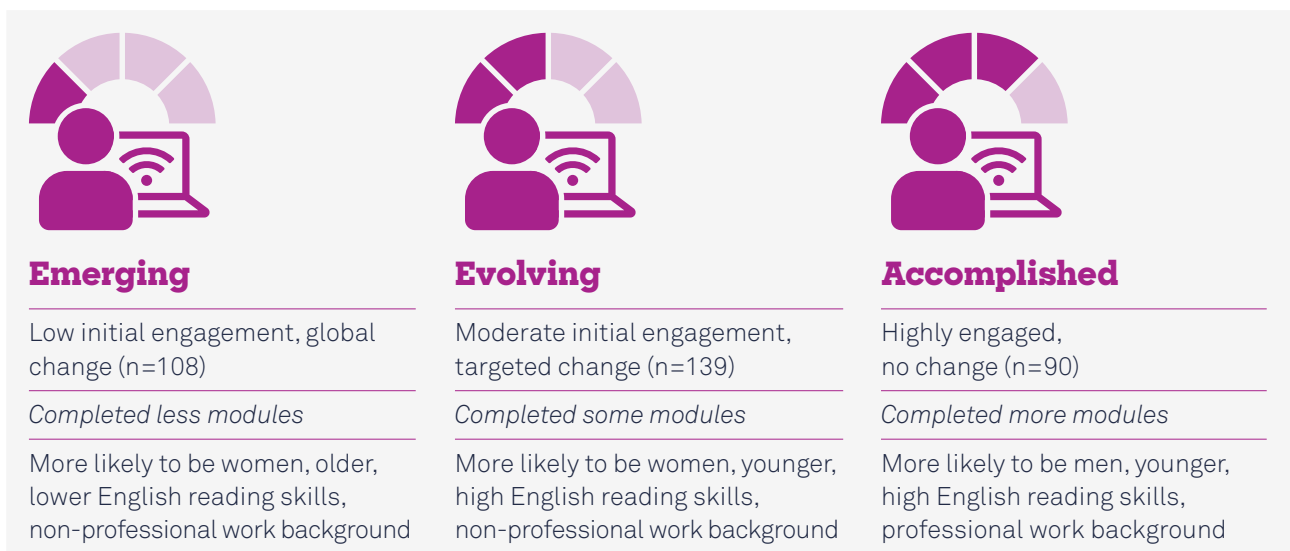 Emerging
Low initial engagement, global
change (n=108)
Completed less modules
More likely to be women, older,
lower English reading skills,
non-professional work background
Evolving
Moderate initial engagement,
targeted change (n=139)
Completed some modules
More likely to be women, younger,
high English reading skills,
non-professional work background
Accomplished
Highly engaged,
no change (n=90)
Completed more modules
More likely to be men, younger,
high English reading skills,
professional work background